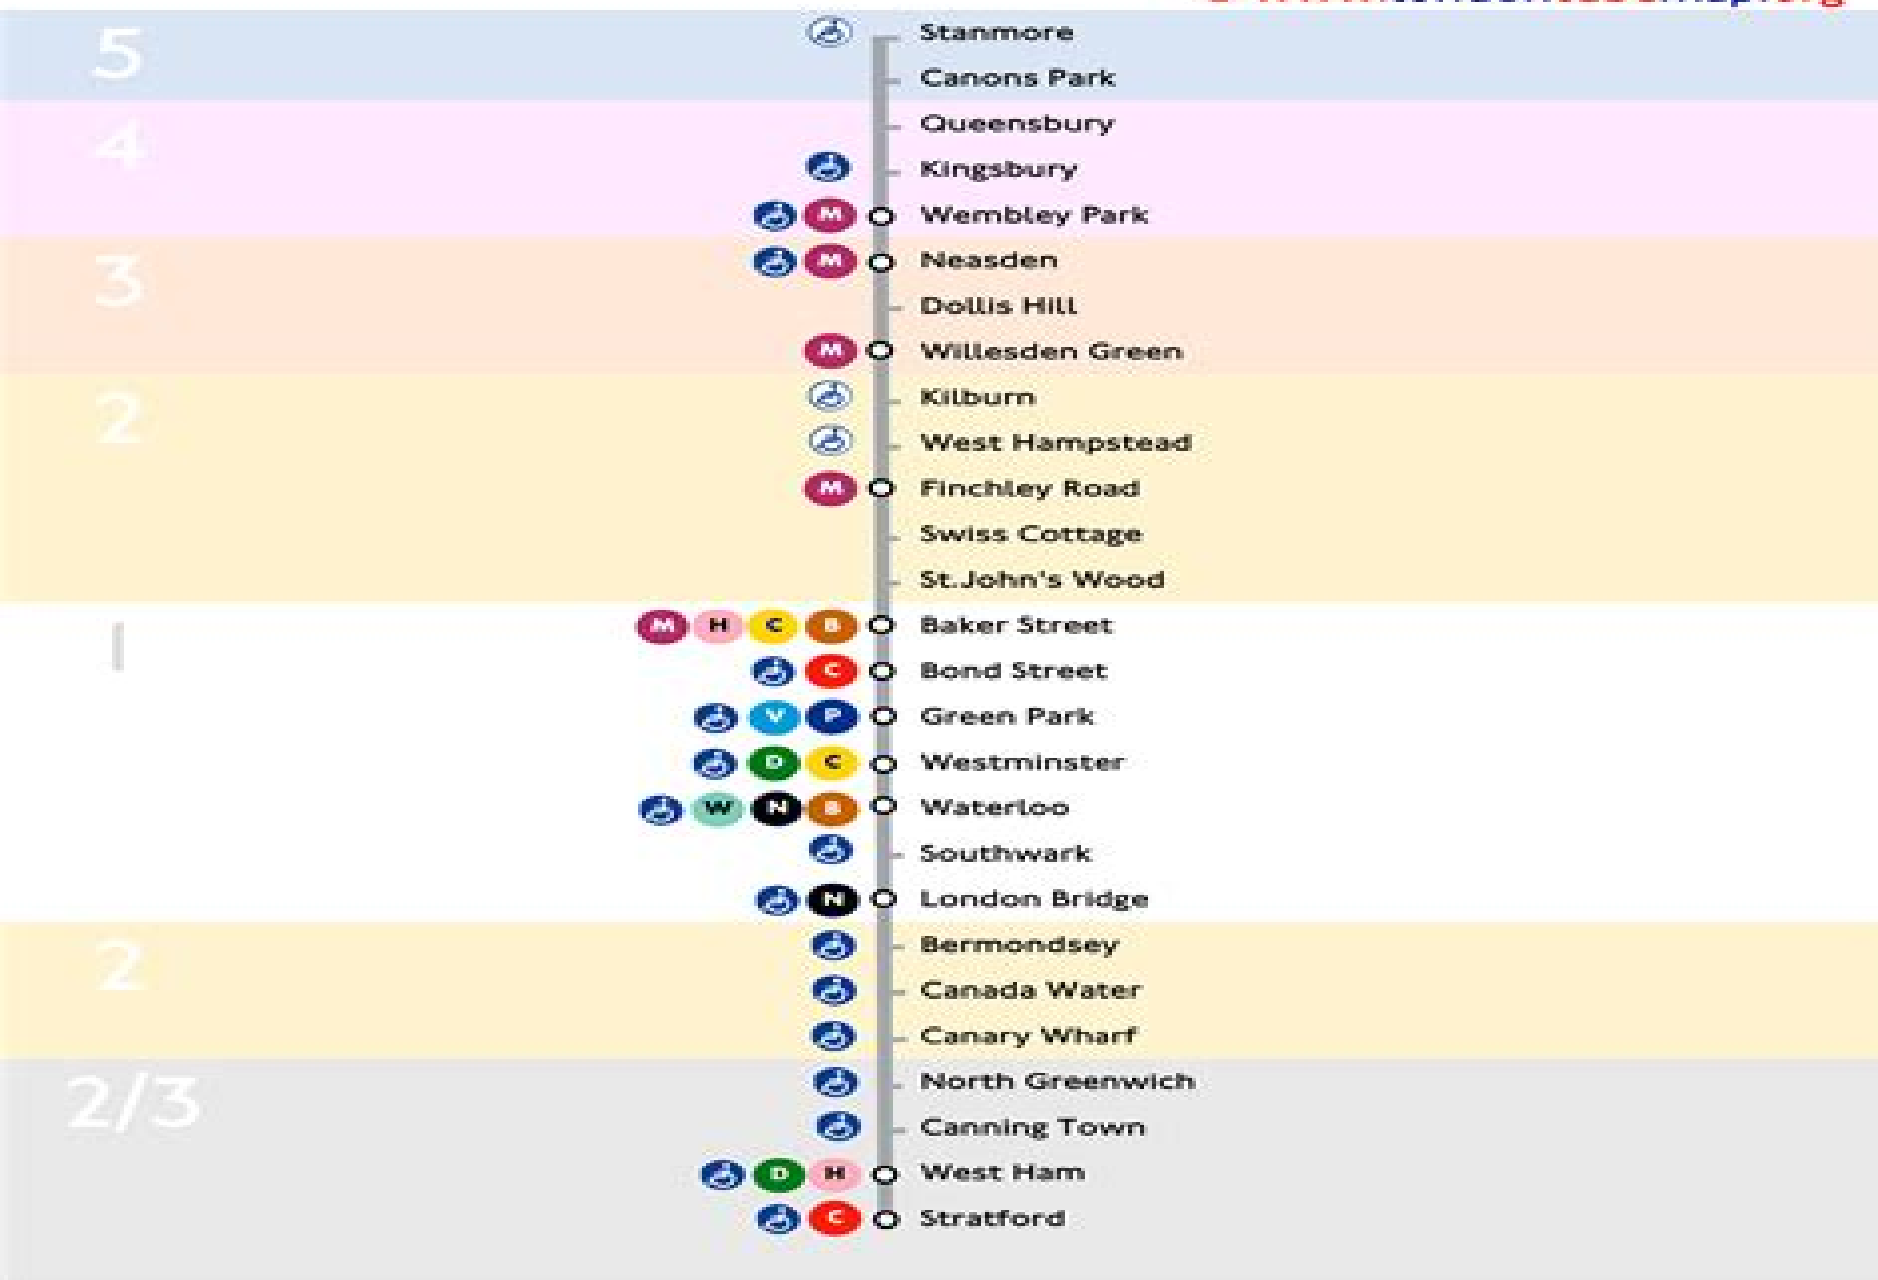 5
Stanmore
Canons Park
4
Queensbury
Kingsbury
M Wembley Park
3
M Neasden
Dollis Hill
M Willesden Green
2
Kilburn
West Hampstead
M Finchley Road
Swiss Cottage
St.John's Wood
1
M H C B Baker Street
C Bond Street
V P Green Park
D C Westminster
W N B Waterloo
Southwark
N London Bridge
2
Bermondsey
Canada Water
Canary Wharf
2/3
North Greenwich
Canning Town
D H West Ham
C Stratford